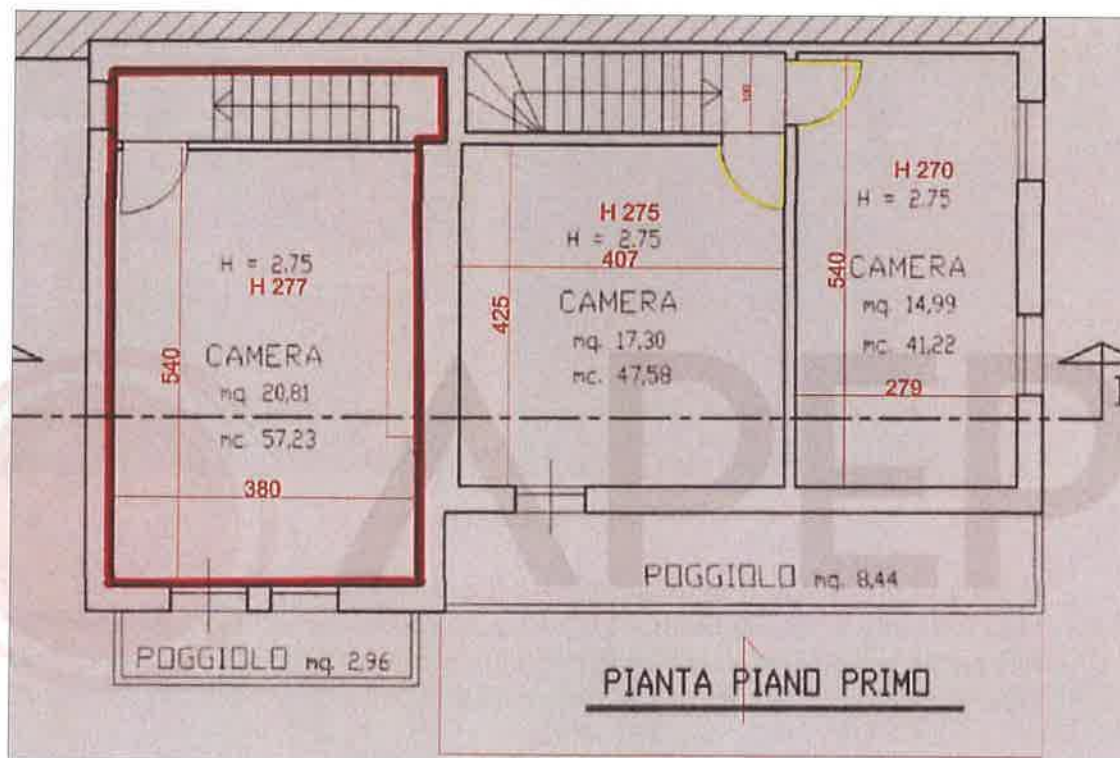 H = 2.75
H 277
540
CAMERA
mq 20,81
mc 57,23
380
POGGIOLO mq. 2.96
100
H 275
H = 2.75
407
425
CAMERA
mq. 17.30
mc. 47,58
H 270
H = 2.75
540
CAMERA
mq. 14,99
mc. 41,22
279
POGGIOLO mq. 8,44
PIANTA PIANO PRIMO
APEP